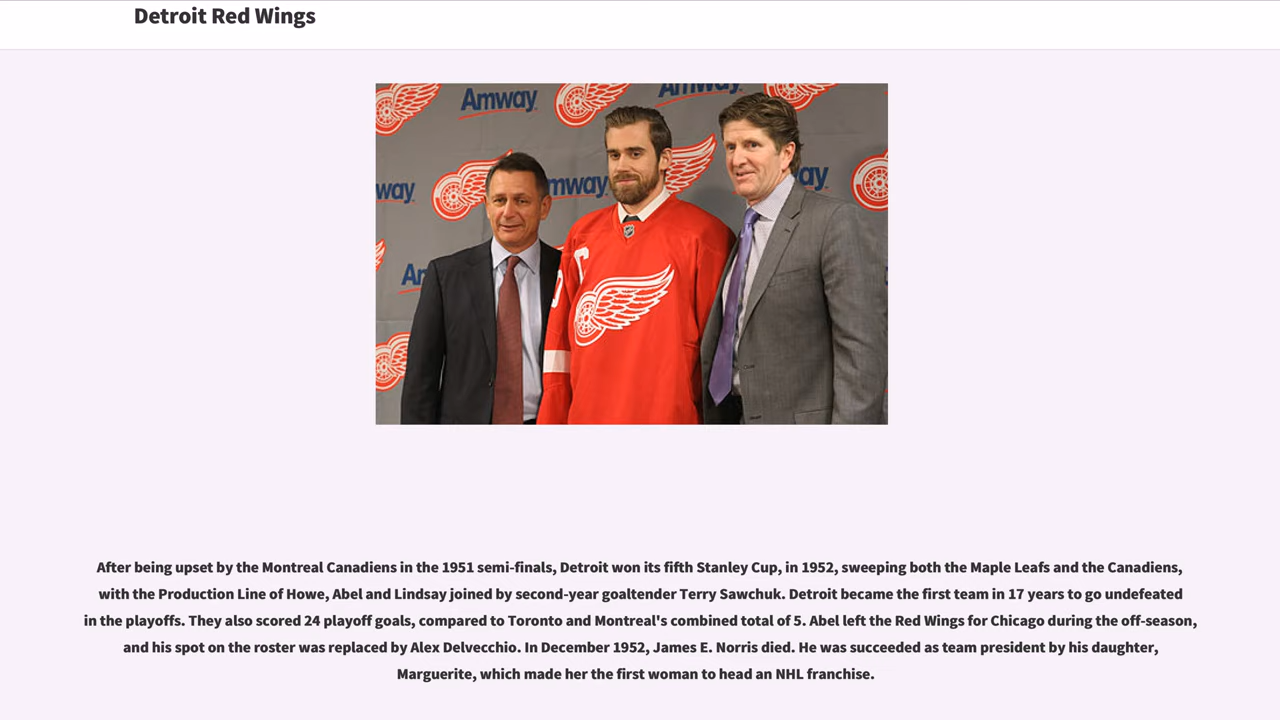 Detroit Red Wings
Amway
Amway
way
Amway
way
Am
After being upset by the Montreal Canadiens in the 1951 semi-finals, Detroit won its fifth Stanley Cup, in 1952, sweeping both the Maple Leafs and the Canadiens,
with the Production Line of Howe, Abel and Lindsay joined by second-year goaltender Terry Sawchuk. Detroit became the first team in 17 years to go undefeated
in the playoffs. They also scored 24 playoff goals, compared to Toronto and Montreal's combined total of 5. Abel left the Red Wings for Chicago during the off-season,
and his spot on the roster was replaced by Alex Delvecchio. In December 1952, James E. Norris died. He was succeeded as team president by his daughter,
Marguerite, which made her the first woman to head an NHL franchise.